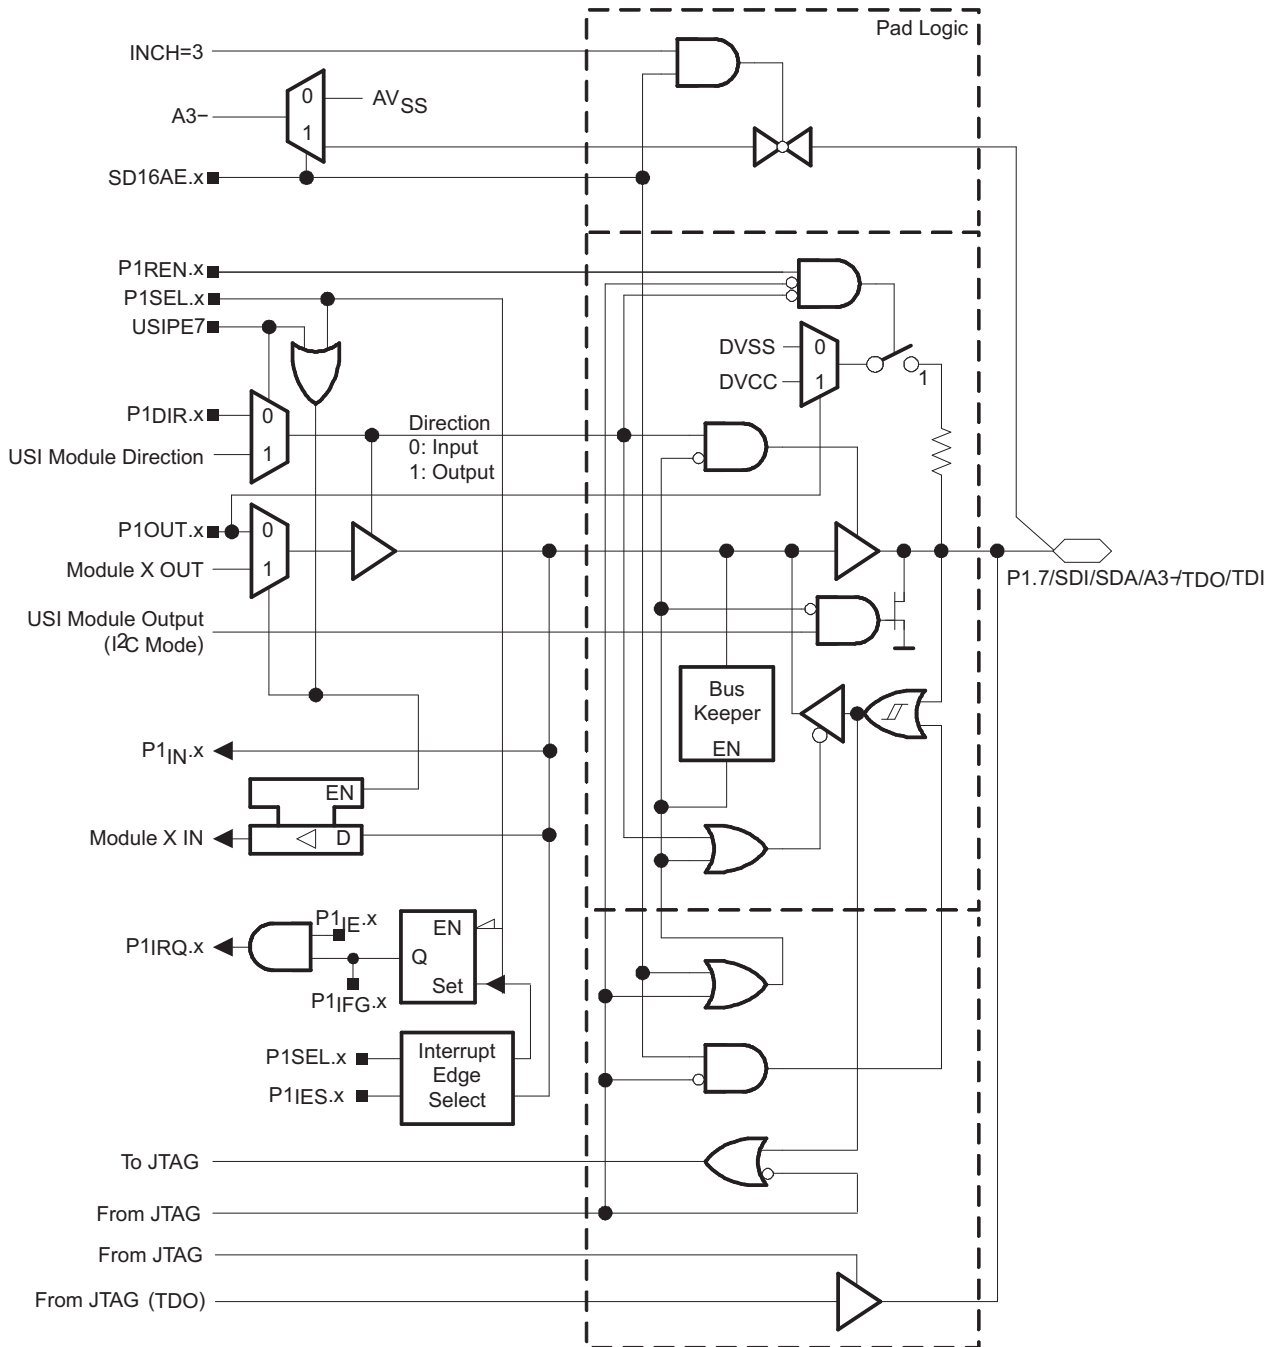 Pad Logic
INCH=3
0
AVSS
A3−
1
SD16AE.x
P1REN.x
P1SEL.x
USIPE7
DVSS
0
DVCC
1
1
P1DIR.x
0
Direction
0: Input
1: Output
USI Module Direction
1
P1OUT.x
0
Module X OUT
1
P1.7/SDI/SDA/A3−/TDO/TDI
USI Module Output
(I2C Mode)
Bus
Keeper
EN
P1IN.x
EN
Module X IN
D
P1IE.x
EN
P1IRQ.x
Q
Set
P1IFG.x
P1SEL.x
Interrupt
Edge
Select
P1IES.x
To JTAG
From JTAG
From JTAG
From JTAG (TDO)